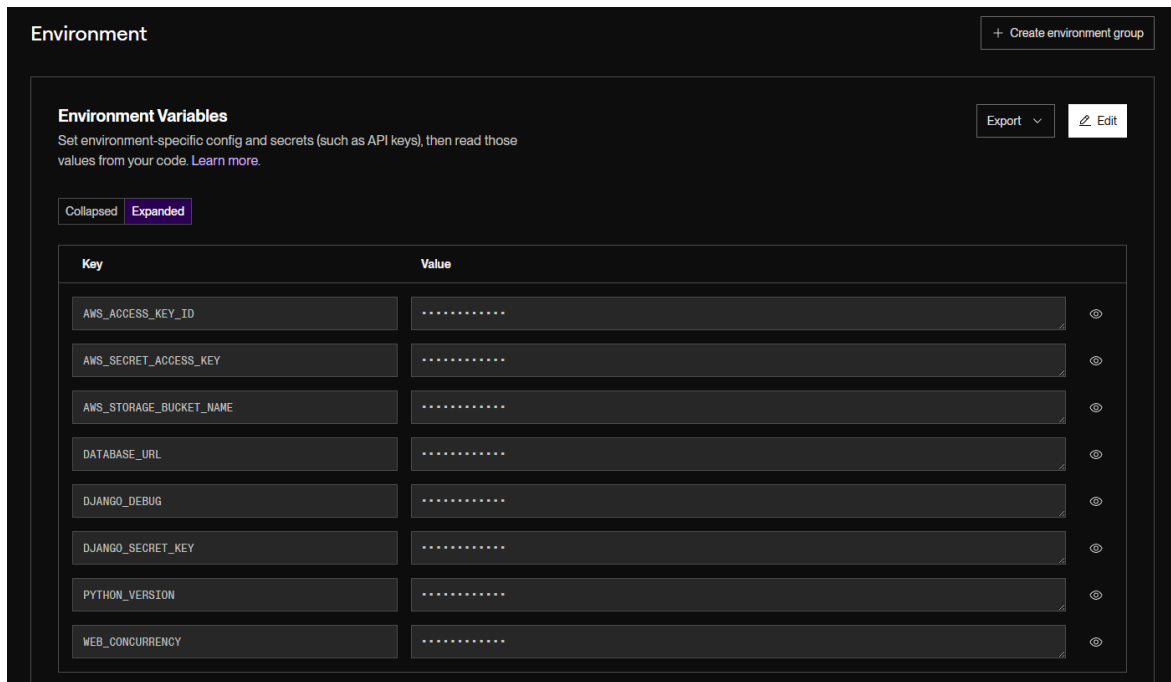 Environment
+ Create environment group
Environment Variables
Set environment-specific config and secrets (such as API keys), then read those
values from your code. Learn more.
Export
Edit
Collapsed Expanded
Key Value
AWS_ACCESS_KEY_ID ••••••••••••
AWS_SECRET_ACCESS_KEY ••••••••••••
AWS_STORAGE_BUCKET_NAME ••••••••••••
DATABASE_URL ••••••••••••
DJANGO_DEBUG ••••••••••••
DJANGO_SECRET_KEY ••••••••••••
PYTHON_VERSION ••••••••••••
WEB_CONCURRENCY ••••••••••••